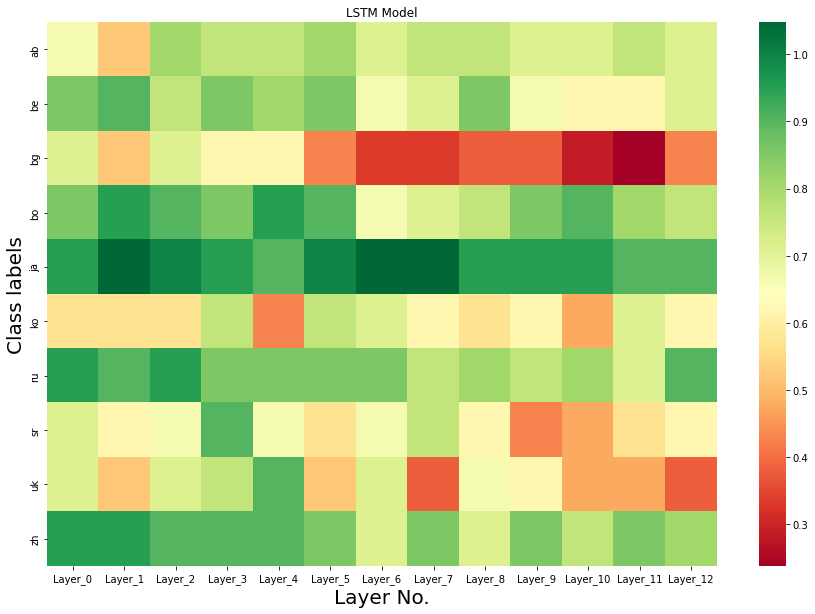 LSTM Model
Class labels
ab
be
bg
bo
ja
ko
ru
sr
uk
zh
Layer_0 Layer_1 Layer_2 Layer_3 Layer_4 Layer_5 Layer_6 Layer_7 Layer_8 Layer_9 Layer_10 Layer_11 Layer_12
Layer No.
1.0
0.9
0.8
0.7
0.6
0.5
0.4
0.3